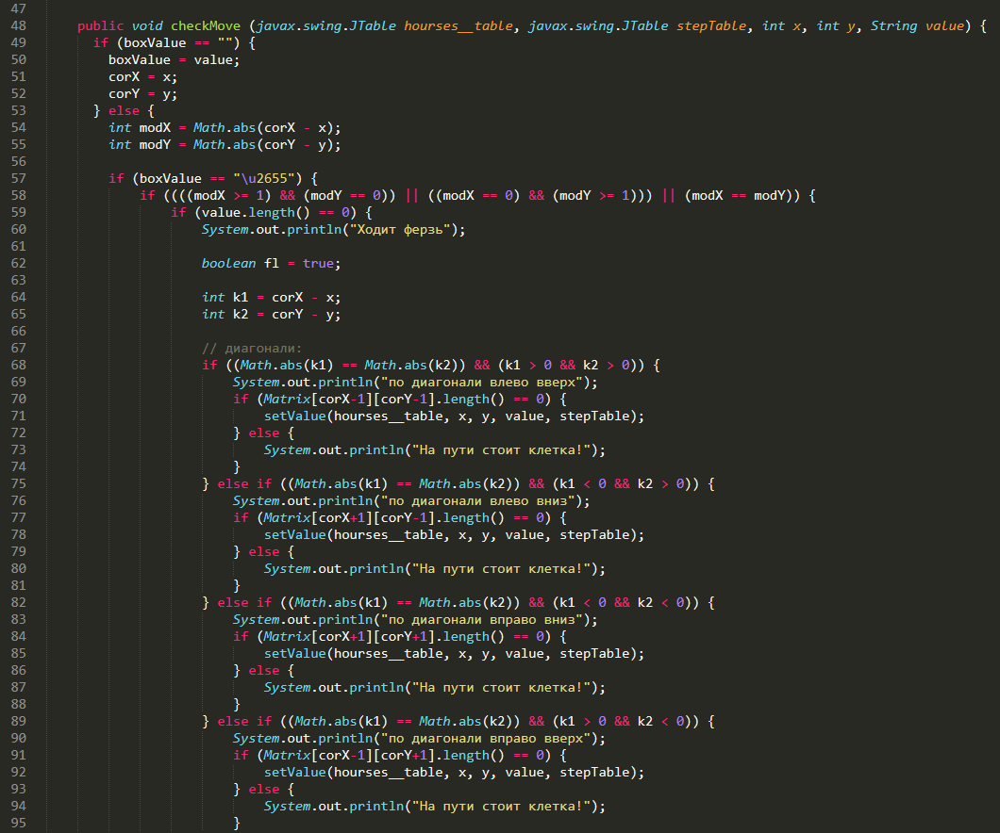 47
48 public void checkMove (javax.swing.JTable hourses__table, javax.swing.JTable stepTable, int x, int y, String value) {
49 if (boxValue == "") {
50 boxValue = value;
51 corX = x;
52 corY = y;
53 } else {
54 int modX = Math.abs(corX - x);
55 int modY = Math.abs(corY - y);
56
57 if (boxValue == "\u2655") {
58 if ((((modX >= 1) && (modY == 0)) || ((modX == 0) && (modY >= 1))) || (modX == modY)) {
59 if (value.length() == 0) {
60 System.out.println("Ходит ферзь");
61
62 boolean fl = true;
63
64 int k1 = corX - x;
65 int k2 = corY - y;
66
67 // диагонали:
68 if ((Math.abs(k1) == Math.abs(k2)) && (k1 > 0 && k2 > 0)) {
69 System.out.println("по диагонали влево вверх");
70 if (Matrix[corX-1][corY-1].length() == 0) {
71 setValue(hourses__table, x, y, value, stepTable);
72 } else {
73 System.out.println("На пути стоит клетка!");
74 }
75 } else if ((Math.abs(k1) == Math.abs(k2)) && (k1 < 0 && k2 > 0)) {
76 System.out.println("по диагонали влево вниз");
77 if (Matrix[corX+1][corY-1].length() == 0) {
78 setValue(hourses__table, x, y, value, stepTable);
79 } else {
80 System.out.println("На пути стоит клетка!");
81 }
82 } else if ((Math.abs(k1) == Math.abs(k2)) && (k1 < 0 && k2 < 0)) {
83 System.out.println("по диагонали вправо вниз");
84 if (Matrix[corX+1][corY+1].length() == 0) {
85 setValue(hourses__table, x, y, value, stepTable);
86 } else {
87 System.out.println("На пути стоит клетка!");
88 }
89 } else if ((Math.abs(k1) == Math.abs(k2)) && (k1 > 0 && k2 < 0)) {
90 System.out.println("по диагонали вправо вверх");
91 if (Matrix[corX-1][corY+1].length() == 0) {
92 setValue(hourses__table, x, y, value, stepTable);
93 } else {
94 System.out.println("На пути стоит клетка!");
95 }